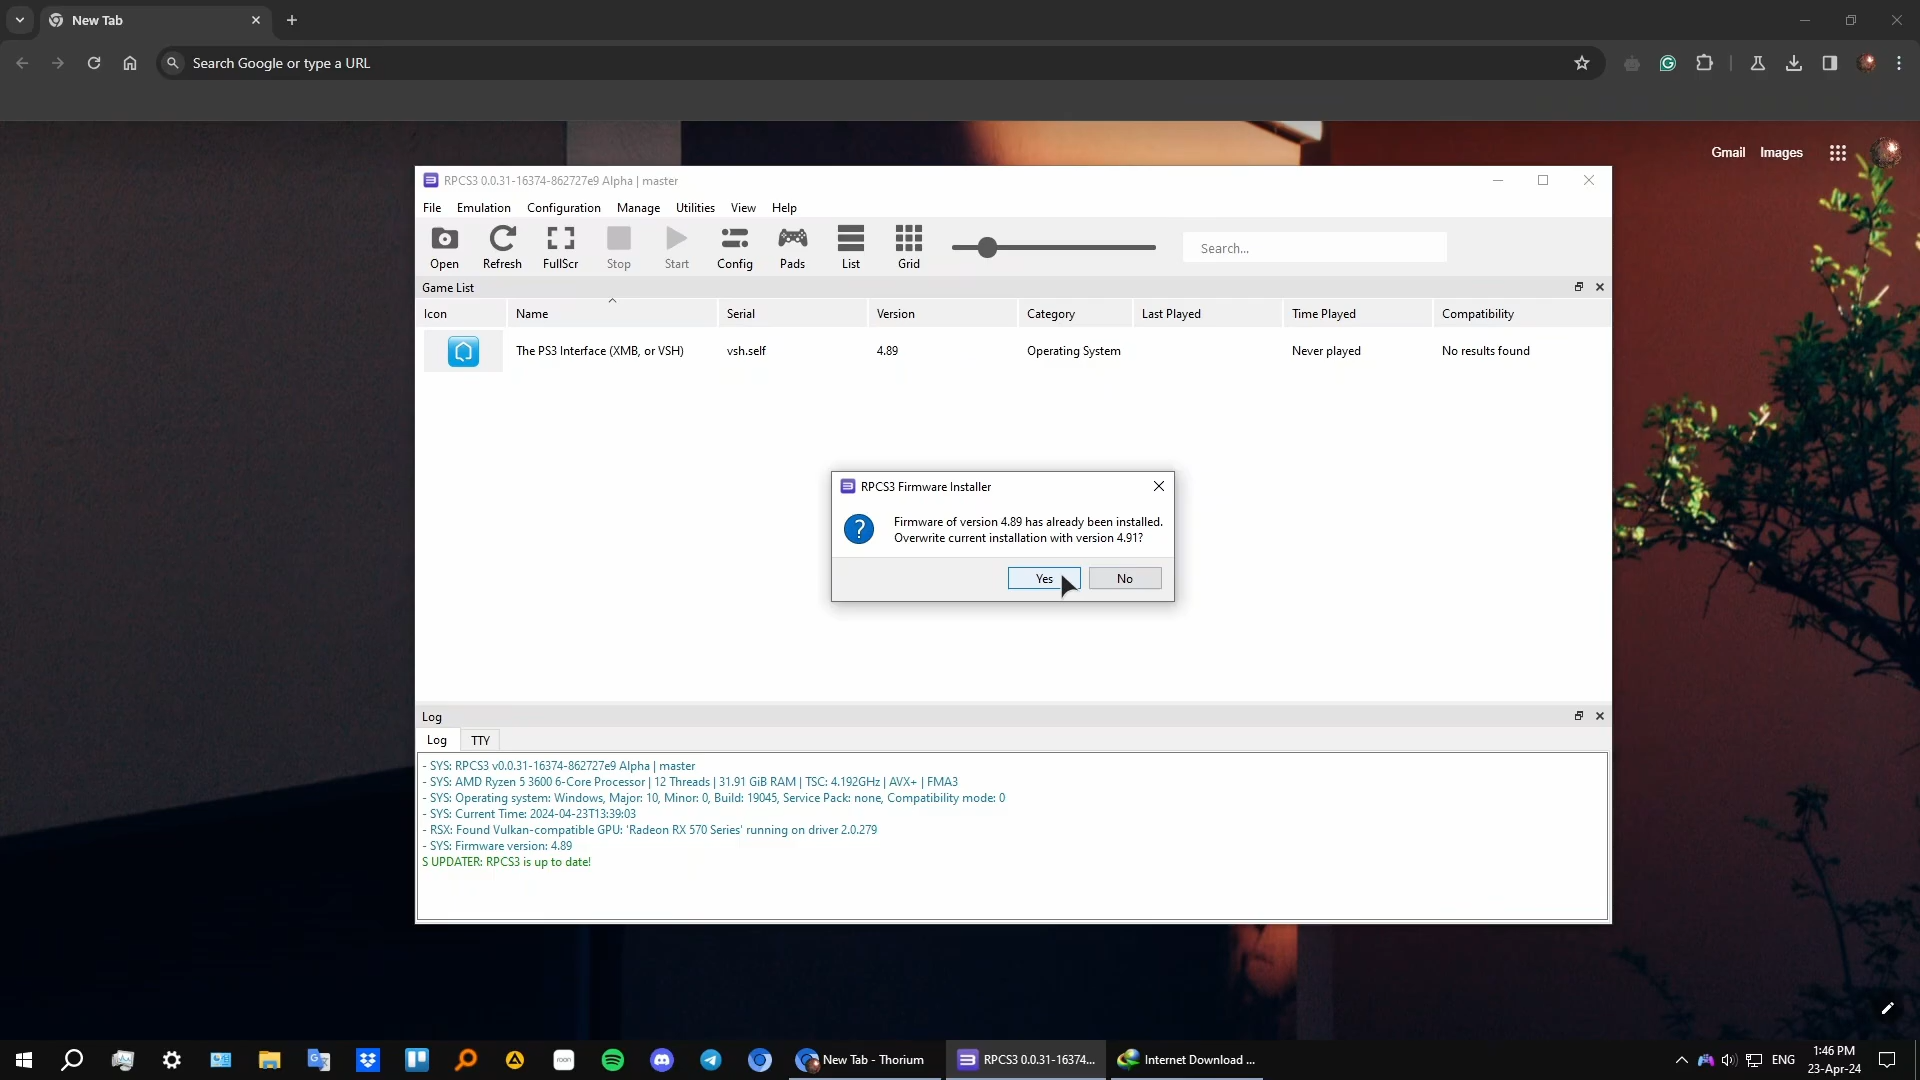 New Tab
Search Google or type a URL
Gmail Images
RPCS3 0.0.31-16374-862727e9 Alpha | master
File Emulation Configuration Manage Utilities View Help
Open Refresh FullScr Stop Start Config Pads List Grid
Search...
Game List
Icon Name Serial Version Category Last Played Time Played Compatibility
The PS3 Interface (XMB, or VSH) vsh.self 4.89 Operating System Never played No results found
RPCS3 Firmware Installer
Firmware of version 4.89 has already been installed.
Overwrite current installation with version 4.91?
Yes No
Log
Log TTY
- SYS: RPCS3 v0.0.31-16374-862727e9 Alpha | master
- SYS: AMD Ryzen 5 3600 6-Core Processor | 12 Threads | 31.91 GiB RAM | TSC: 4.192GHz | AVX+ | FMA3
- SYS: Operating system: Windows, Major: 10, Minor: 0, Build: 19045, Service Pack: none, Compatibility mode: 0
- SYS: Current Time: 2024-04-23T13:39:03
- RSX: Found Vulkan-compatible GPU: 'Radeon RX 570 Series' running on driver 2.0.279
- SYS: Firmware version: 4.89
S UPDATER: RPCS3 is up to date!
New Tab - Thorium
RPCS3 0.0.31-16374...
Internet Download ...
ENG
1:46 PM
23-Apr-24